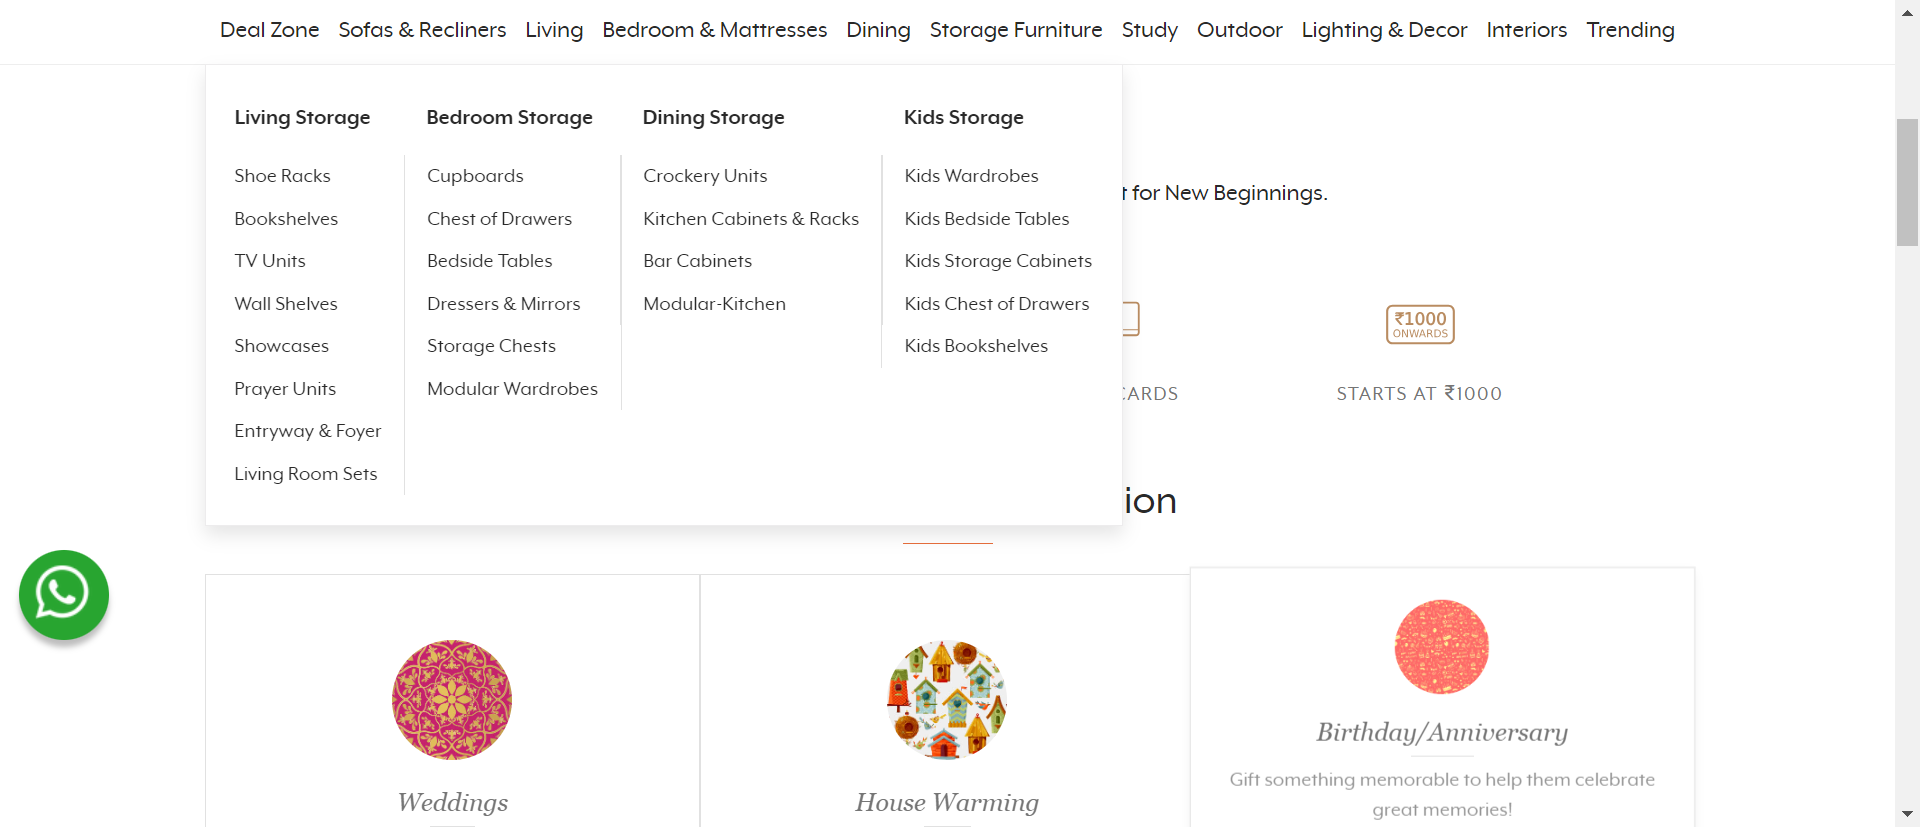 Deal Zone Sofas & Recliners Living Bedroom & Mattresses Dining Storage Furniture Study Outdoor Lighting & Decor Interiors Trending
Living Storage
Shoe Racks
Bookshelves
TV Units
Wall Shelves
Showcases
Prayer Units
Entryway & Foyer
Living Room Sets
Bedroom Storage
Cupboards
Chest of Drawers
Bedside Tables
Dressers & Mirrors
Storage Chests
Modular Wardrobes
Dining Storage
Crockery Units
Kitchen Cabinets & Racks
Bar Cabinets
Modular-Kitchen
Kids Storage
Kids Wardrobes
Kids Bedside Tables
Kids Storage Cabinets
Kids Chest of Drawers
Kids Bookshelves
t for New Beginnings.
₹1000
ONWARDS
CARDS
STARTS AT ₹1000
ion
Weddings
House Warming
Birthday/Anniversary
Gift something memorable to help them celebrate
great memories!